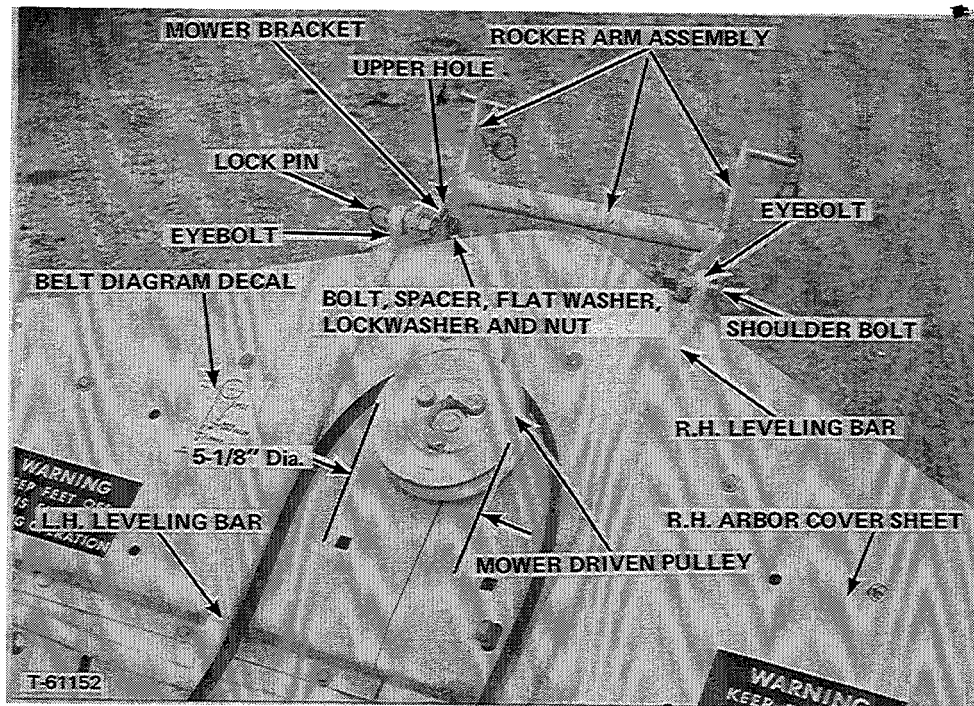 MOWER BRACKET
ROCKER ARM ASSEMBLY
UPPER HOLE
LOCK PIN
EYEBOLT
EYEBOLT
BELT DIAGRAM DECAL
BOLT, SPACER, FLAT WASHER,
LOCKWASHER AND NUT
SHOULDER BOLT
R.H. LEVELING BAR
5-1/8" Dia.
WARNING
KEEP FEET
L.H. LEVELING BAR
R.H. ARBOR COVER SHEET
MOWER DRIVEN PULLEY
T-61152
WARNING